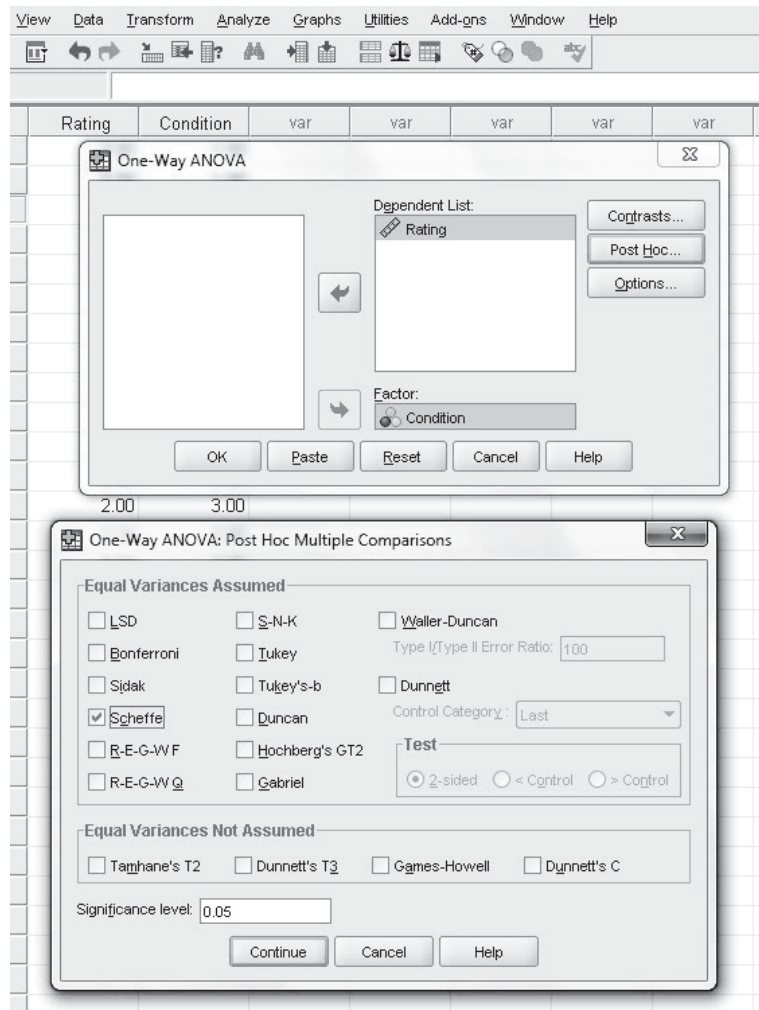 View Data Transform Analyze Graphs Utilities Add-ons Window Help
Rating Condition var var var var var
One-Way ANOVA
Dependent List:
Rating
Contrasts...
Post Hoc...
Options...
Factor:
Condition
OK Paste Reset Cancel Help
2.00 3.00
One-Way ANOVA: Post Hoc Multiple Comparisons
Equal Variances Assumed
LSD S-N-K Waller-Duncan
Bonferroni Tukey Type I/Type II Error Ratio: 100
Sidak Tukey's-b Dunnett
Scheffe Duncan Control Category: Last
R-E-G-W F Hochberg's GT2 Test
R-E-G-W Q Gabriel 2-sided < Control > Control
Equal Variances Not Assumed
Tamhane's T2 Dunnett's T3 Games-Howell Dunnett's C
Significance level: 0.05
Continue Cancel Help